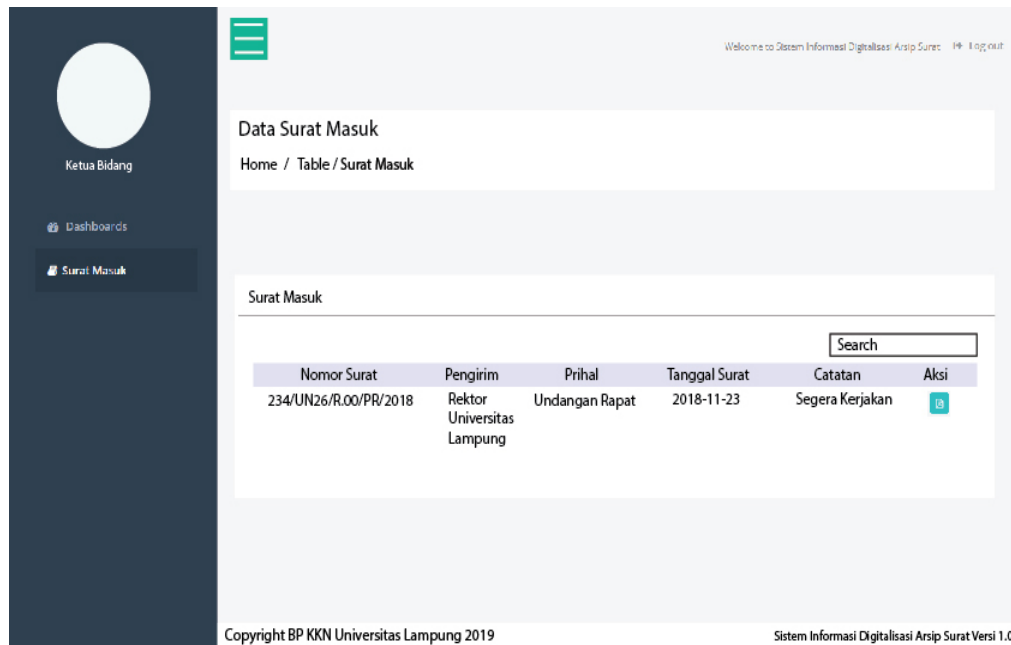 Welcome to Sistem Informasi Digitalisasi Arsip Surat Log out
Ketua Bidang
Dashboards
Surat Masuk
Data Surat Masuk
Home / Table / Surat Masuk
Surat Masuk
Search
Nomor Surat Pengirim Prihal Tanggal Surat Catatan Aksi
234/UN26/R.00/PR/2018 Rektor Undangan Rapat 2018-11-23 Segera Kerjakan
Universitas
Lampung
Copyright BP KKN Universitas Lampung 2019 Sistem Informasi Digitalisasi Arsip Surat Versi 1.0